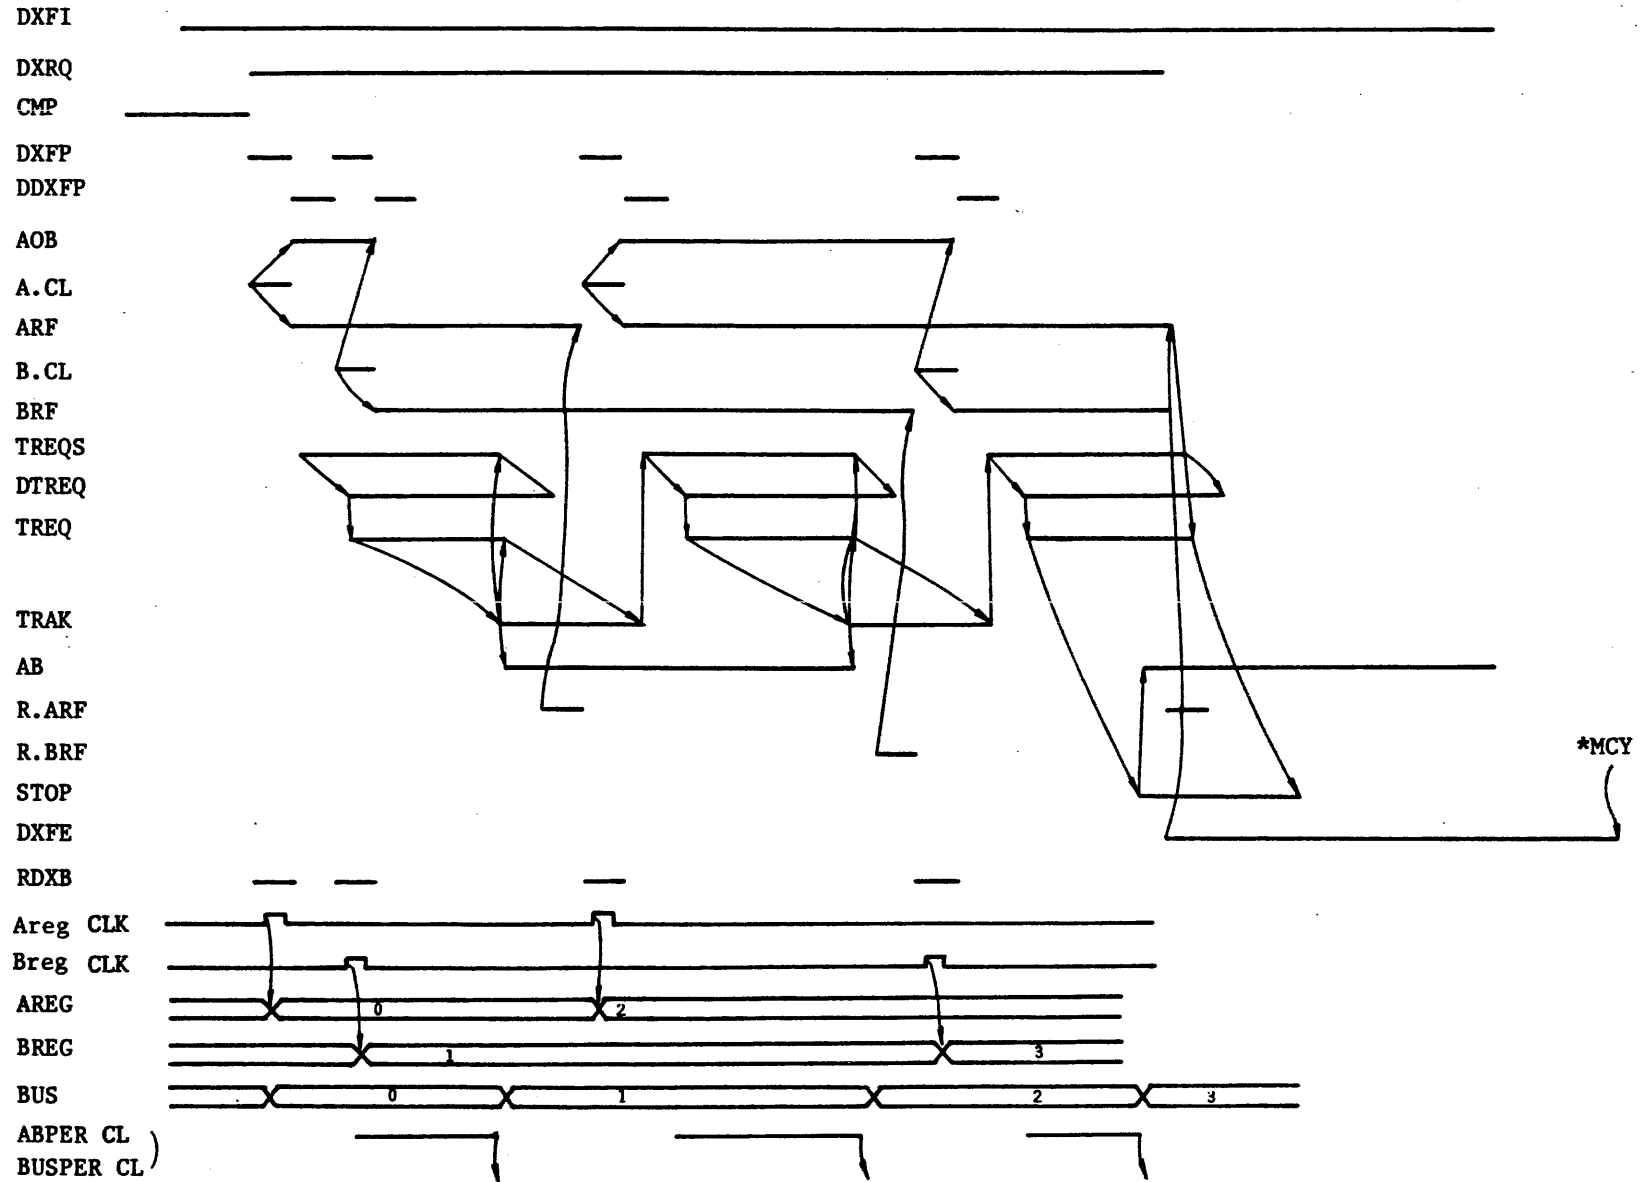 DXFI
DXRQ
CMP
DXFP
DDXFP
AOB
A.CL
ARF
B.CL
BRF
TREQS
DTREQ
TREQ
TRAK
AB
R.ARF
R.BRF
*MCY
STOP
DXFE
RDXB
Areg CLK
Breg CLK
AREG 0 2
BREG 1 3
BUS 0 1 2 3
ABPER CL
BUSPER CL )